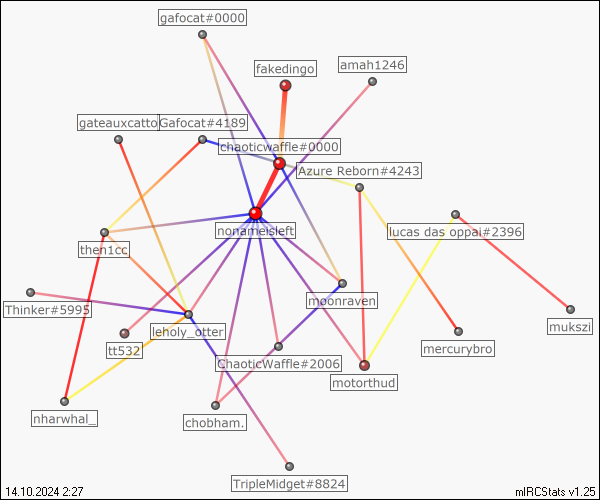 gafocat#0000
fakedingo
amah1246
gateauxcatto
Gafocat#4189
chaoticwaffle#0000
Azure Reborn#4243
nonameisleft
lucas das oppai#2396
then1cc
moonraven
Thinker#5995
leholy_otter
mukszi
tt532
mercurybro
ChaoticWaffle#2006
motorthud
nharwhal_
chobham.
TripleMidget#8824
14.10.2024 2:27
mIRCStats v1.25